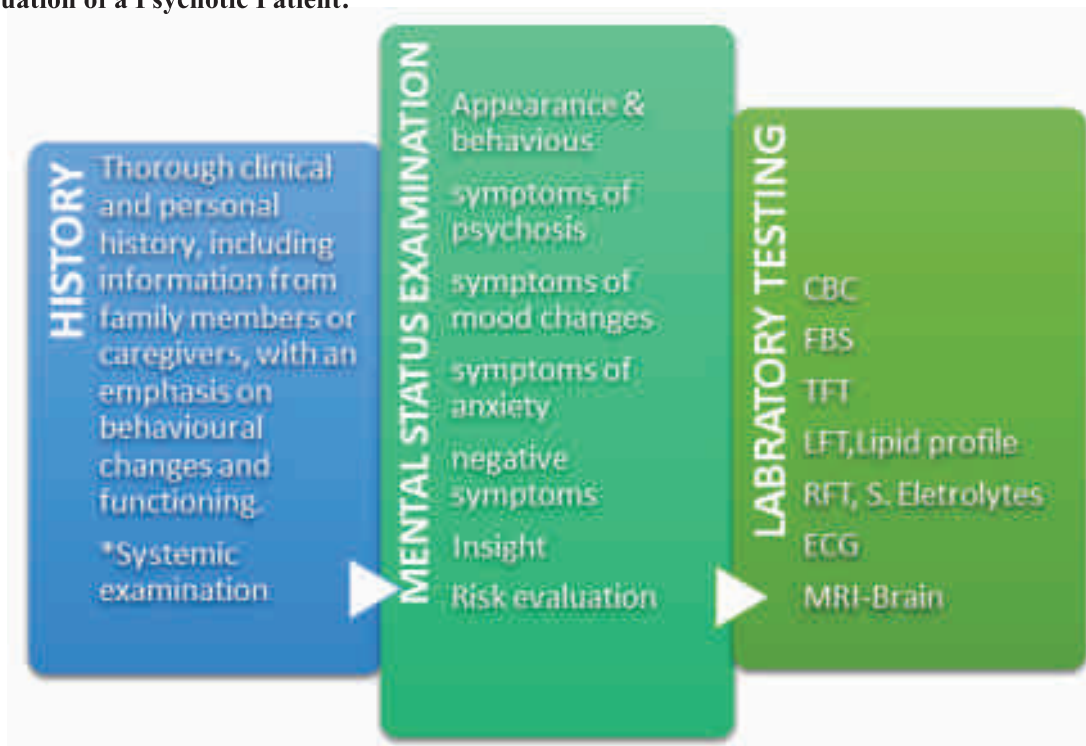 uation of a Psychotic Patient:
HISTORY
Thorough clinical
and personal
history, including
information from
family members or
caregivers, with an
emphasis on
behavioural
changes and
functioning.
*Systemic
examination
MENTAL STATUS EXAMINATION
Appearance &
behavious
symptoms of
psychosis
symptoms of
mood changes
symptoms of
anxiety
negative
symptoms
Insight
Risk evaluation
LABRATORY TESTING
CBC
FBS
TFT
LFT,Lipid profile
RFT, S. Eletrolytes
ECG
MRI-Brain